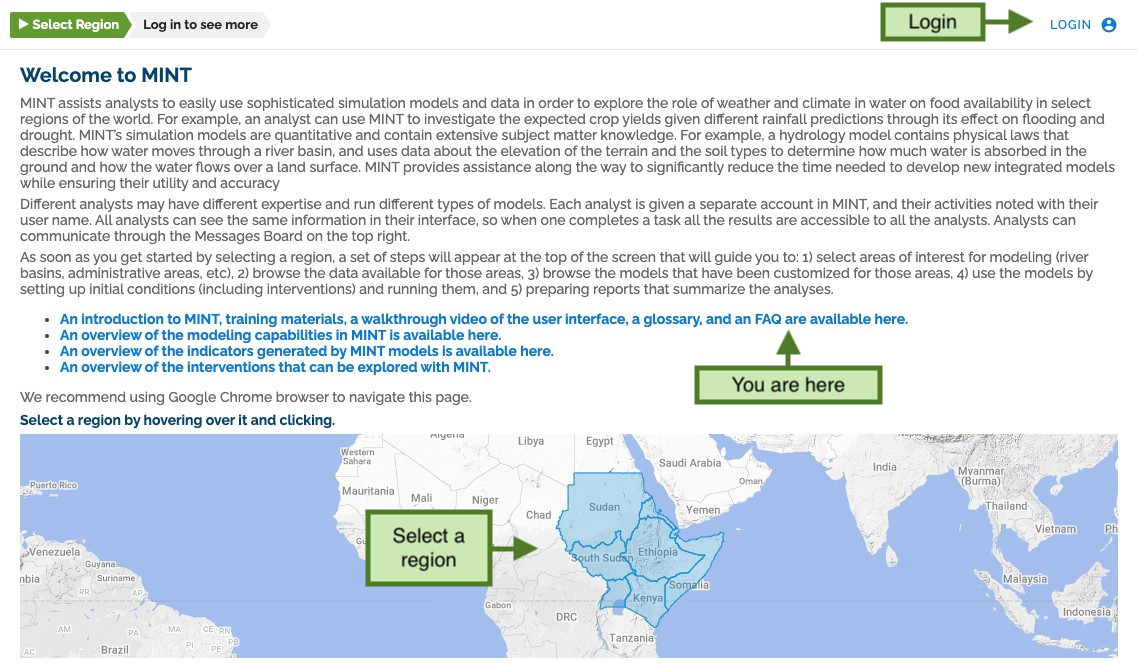 Select Region
Log in to see more
Login
LOGIN
Welcome to MINT
MINT assists analysts to easily use sophisticated simulation models and data in order to explore the role of weather and climate in water on food availability in select
regions of the world. For example, an analyst can use MINT to investigate the expected crop yields given different rainfall predictions through its effect on flooding and
drought. MINT's simulation models are quantitative and contain extensive subject matter knowledge. For example, a hydrology model contains physical laws that
describe how water moves through a river basin, and uses data about the elevation of the terrain and the soil types to determine how much water is absorbed in the
ground and how the water flows over a land surface. MINT provides assistance along the way to significantly reduce the time needed to develop new integrated models
while ensuring their utility and accuracy
Different analysts may have different expertise and run different types of models. Each analyst is given a separate account in MINT, and their activities noted with their
user name. All analysts can see the same information in their interface, so when one completes a task all the results are accessible to all the analysts. Analysts can
communicate through the Messages Board on the top right.
As soon as you get started by selecting a region, a set of steps will appear at the top of the screen that will guide you to: 1) select areas of interest for modeling (river
basins, administrative areas, etc), 2) browse the data available for those areas, 3) browse the models that have been customized for those areas, 4) use the models by
setting up initial conditions (including interventions) and running them, and 5) preparing reports that summarize the analyses.
• An introduction to MINT, training materials, a walkthrough video of the user interface, a glossary, and an FAQ are available here.
• An overview of the modeling capabilities in MINT is available here.
• An overview of the indicators generated by MINT models is available here.
• An overview of the interventions that can be explored with MINT.
You are here
We recommend using Google Chrome browser to navigate this page.
Select a region by hovering over it and clicking.
Algeria
Libya
Egypt
Western
Sahara
Saudi Arabia
Oman
India
Myanmar
(Burma)
Puerto Rico
Mauritania
Mali
Niger
Chad
Sudan
Yemen
Thailand
Vietnam
Ph
Select a
region
Gu
South Sudan
Ethiopia
Somalia
Venezuela
Guyana
Suriname
mbia
RR
AP
Gabon
DRC
Kenya
Tanzania
Malaysia
Indonesia
AM
PA
MA
CE
RN
PI
PB
PE
AC
Brazil